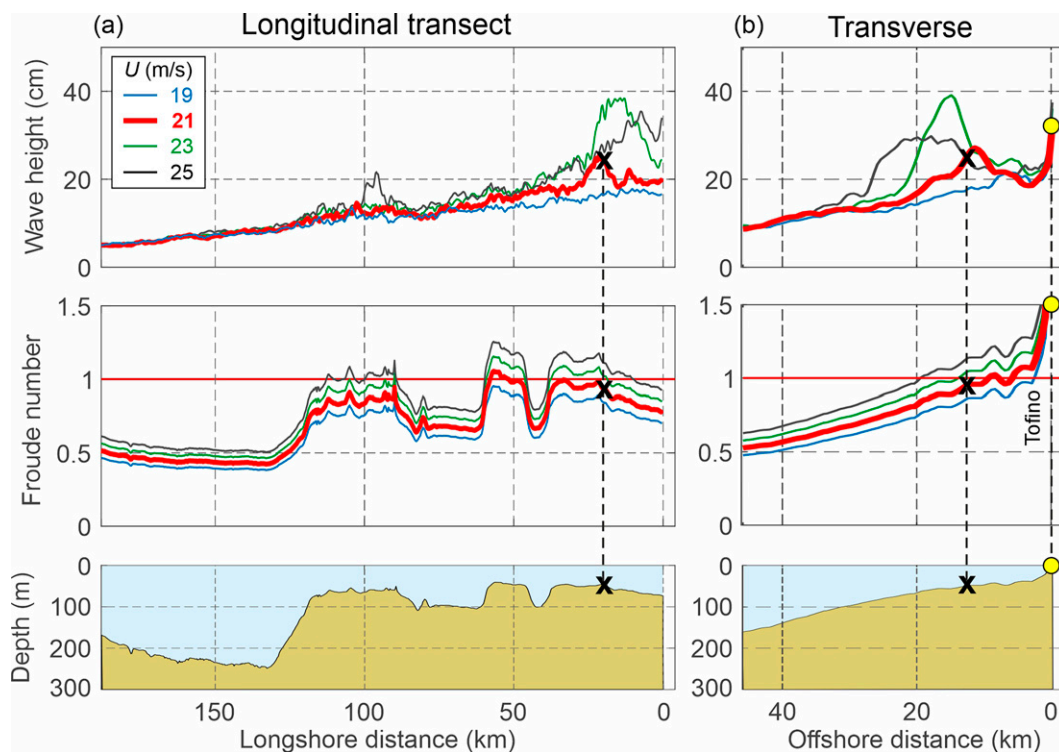 (a) Longitudinal transect
(b) Transverse
U (m/s)
19
21
23
25
Wave height (cm)
40
20
0
X
40
20
0
X
Froude number
1.5
1
0.5
0
X
1.5
1
0.5
0
X
Tofino
Depth (m)
0
100
200
300
X
0
100
200
300
X
150 100 50 0
Longshore distance (km)
40 20 0
Offshore distance (km)